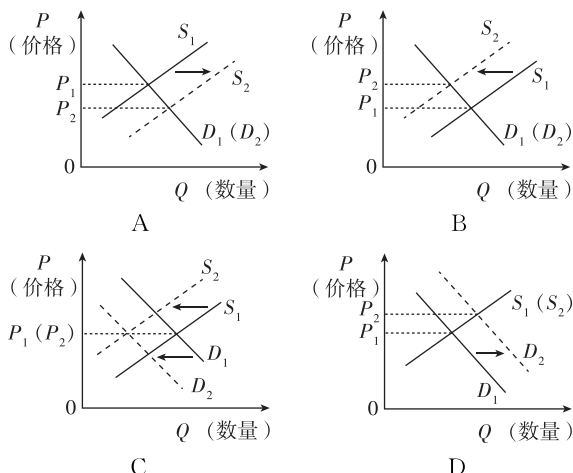 P
（价格）
S₁
S₂
P₁
P₂
D₁（D₂）
0
Q （数量）
A
P
（价格）
S₂
S₁
P₂
P₁
D₁（D₂）
0
Q （数量）
B
P
（价格）
S₂
S₁
P₁（P₂）
D₁
D₂
0
Q （数量）
C
P
（价格）
S₁（S₂）
P₂
P₁
D₂
D₁
0
Q （数量）
D